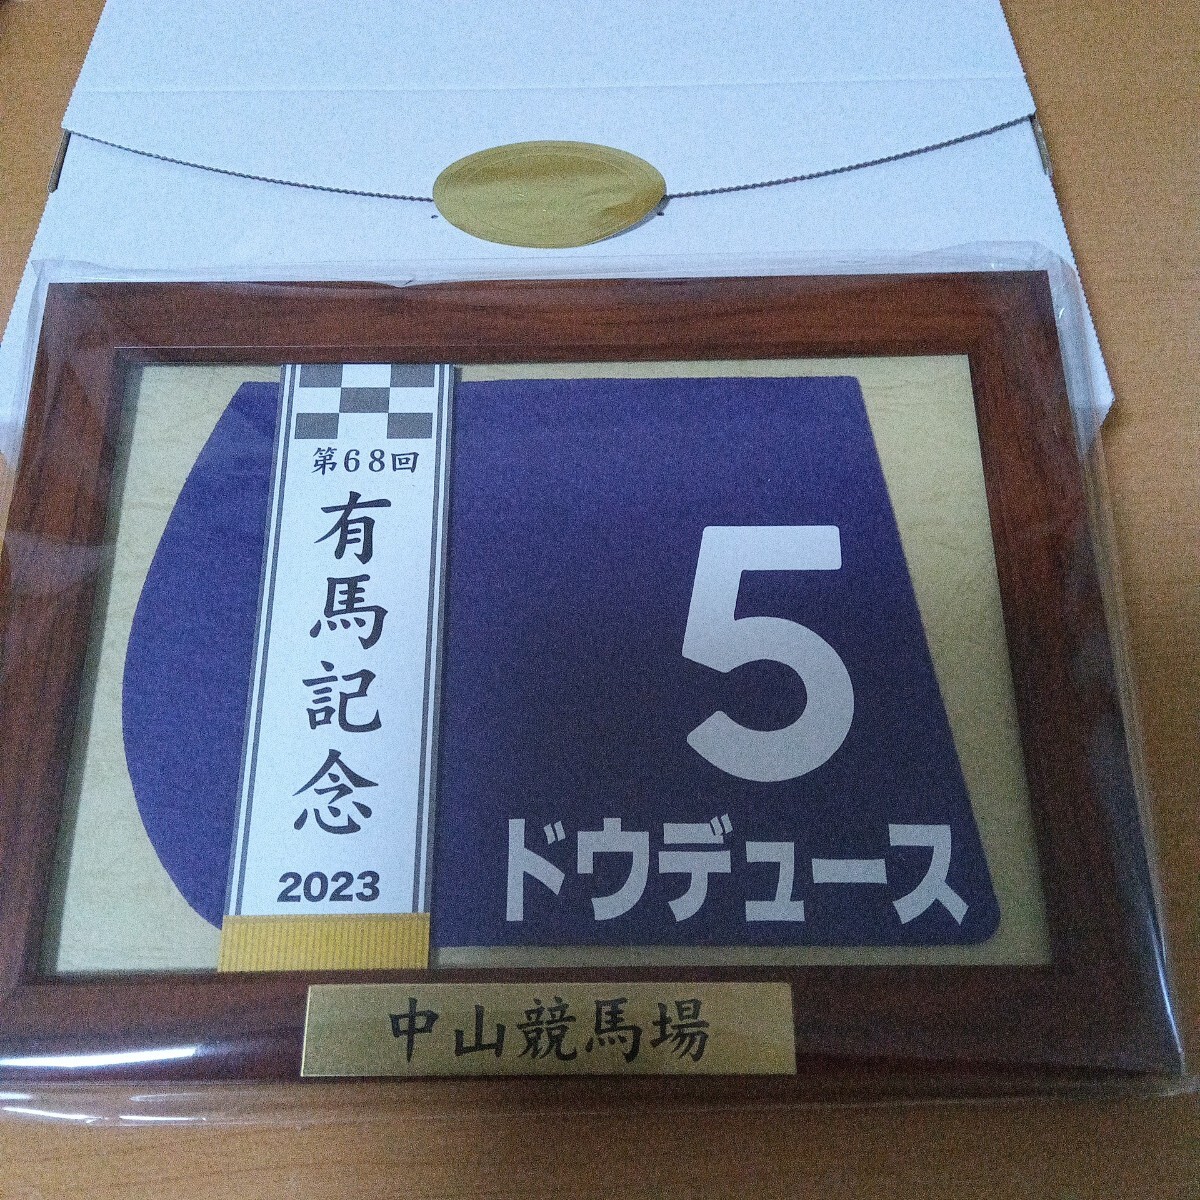 第68回
有馬記念
2023
5
ドウデュース
中山競馬場